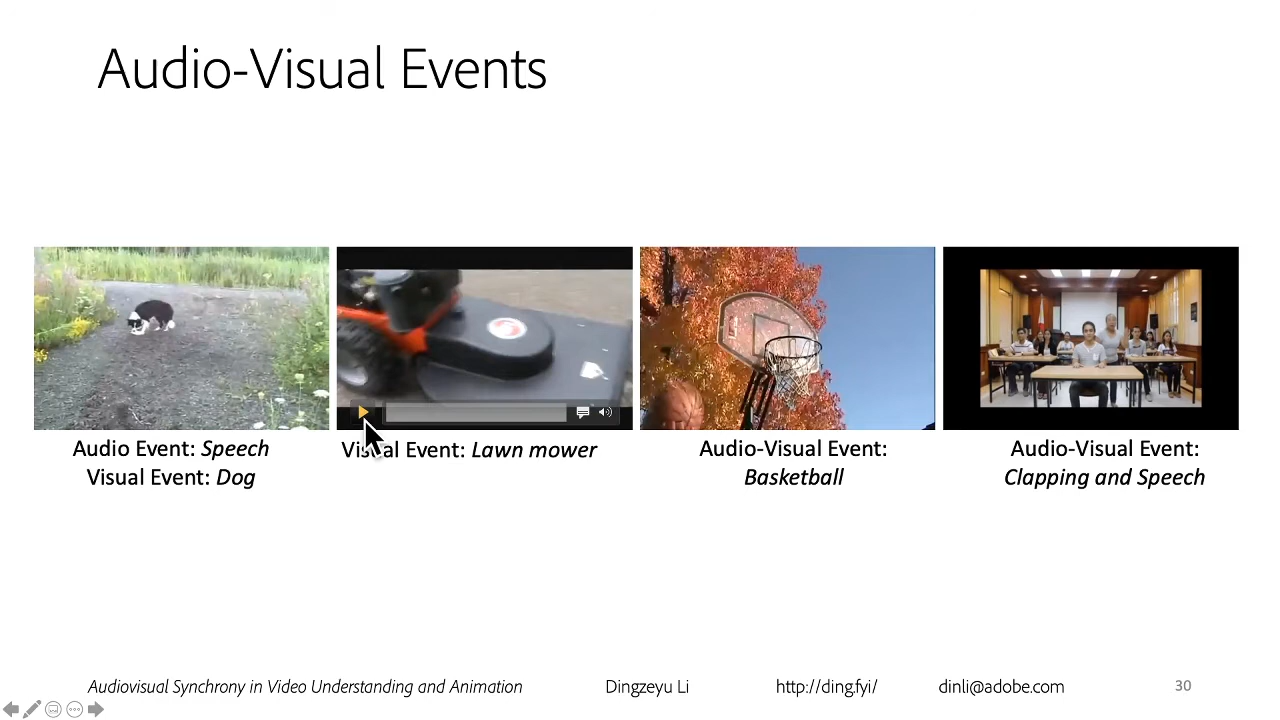 Audio-Visual Events
Audio Event: Speech
Visual Event: Dog
Visual Event: Lawn mower
Audio-Visual Event:
Basketball
Audio-Visual Event:
Clapping and Speech
Audiovisual Synchrony in Video Understanding and Animation
Dingzeyu Li
http://ding.fyi/
dinli@adobe.com
30